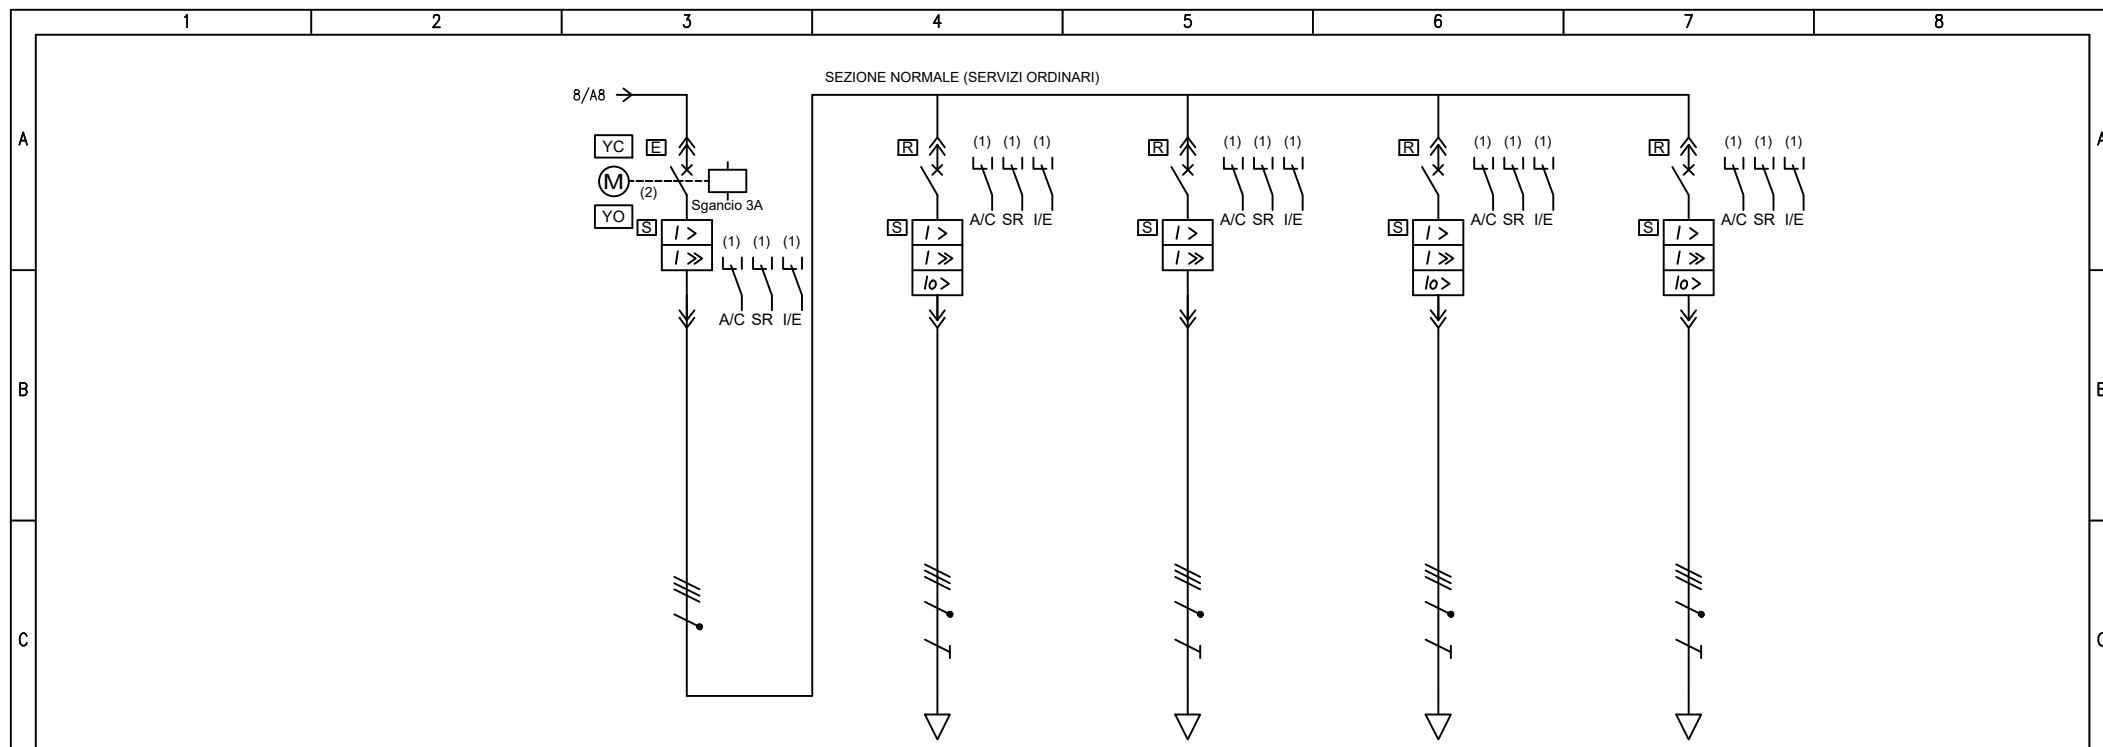 1 2 3 4 5 6 7 8
SEZIONE NORMALE (SERVIZI ORDINARI)
8/A8
A A
YC E R (1) (1) (1) R (1) (1) (1) R (1) (1) (1) R (1) (1) (1)
M (2)
Sgancio 3A
YO S A/C SR I/E S A/C SR I/E S A/C SR I/E S A/C SR I/E
I > I > I > I > I >
(1) (1) (1)
I >> I >> I >> I >> I >>
Io> Io> Io>
A/C SR I/E
B B
C C